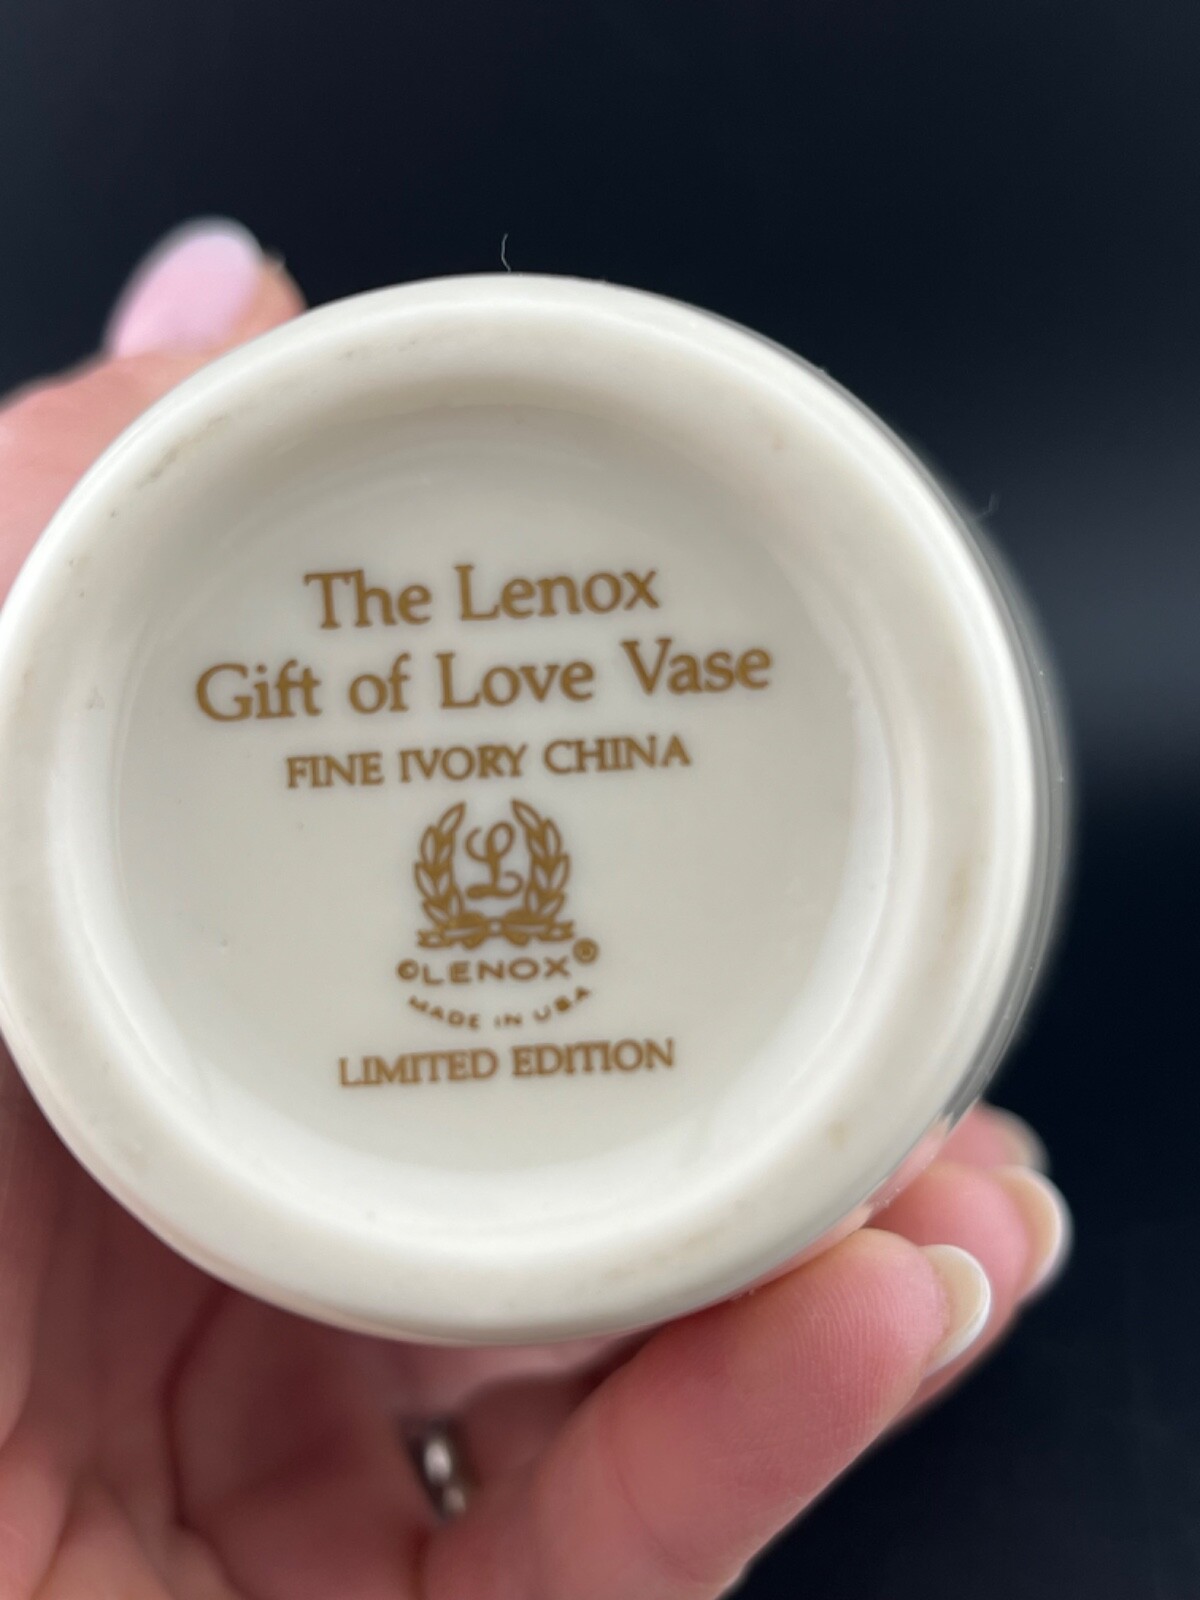 The Lenox
Gift of Love Vase
FINE IVORY CHINA
L
©LENOX®
MADE IN USA
LIMITED EDITION